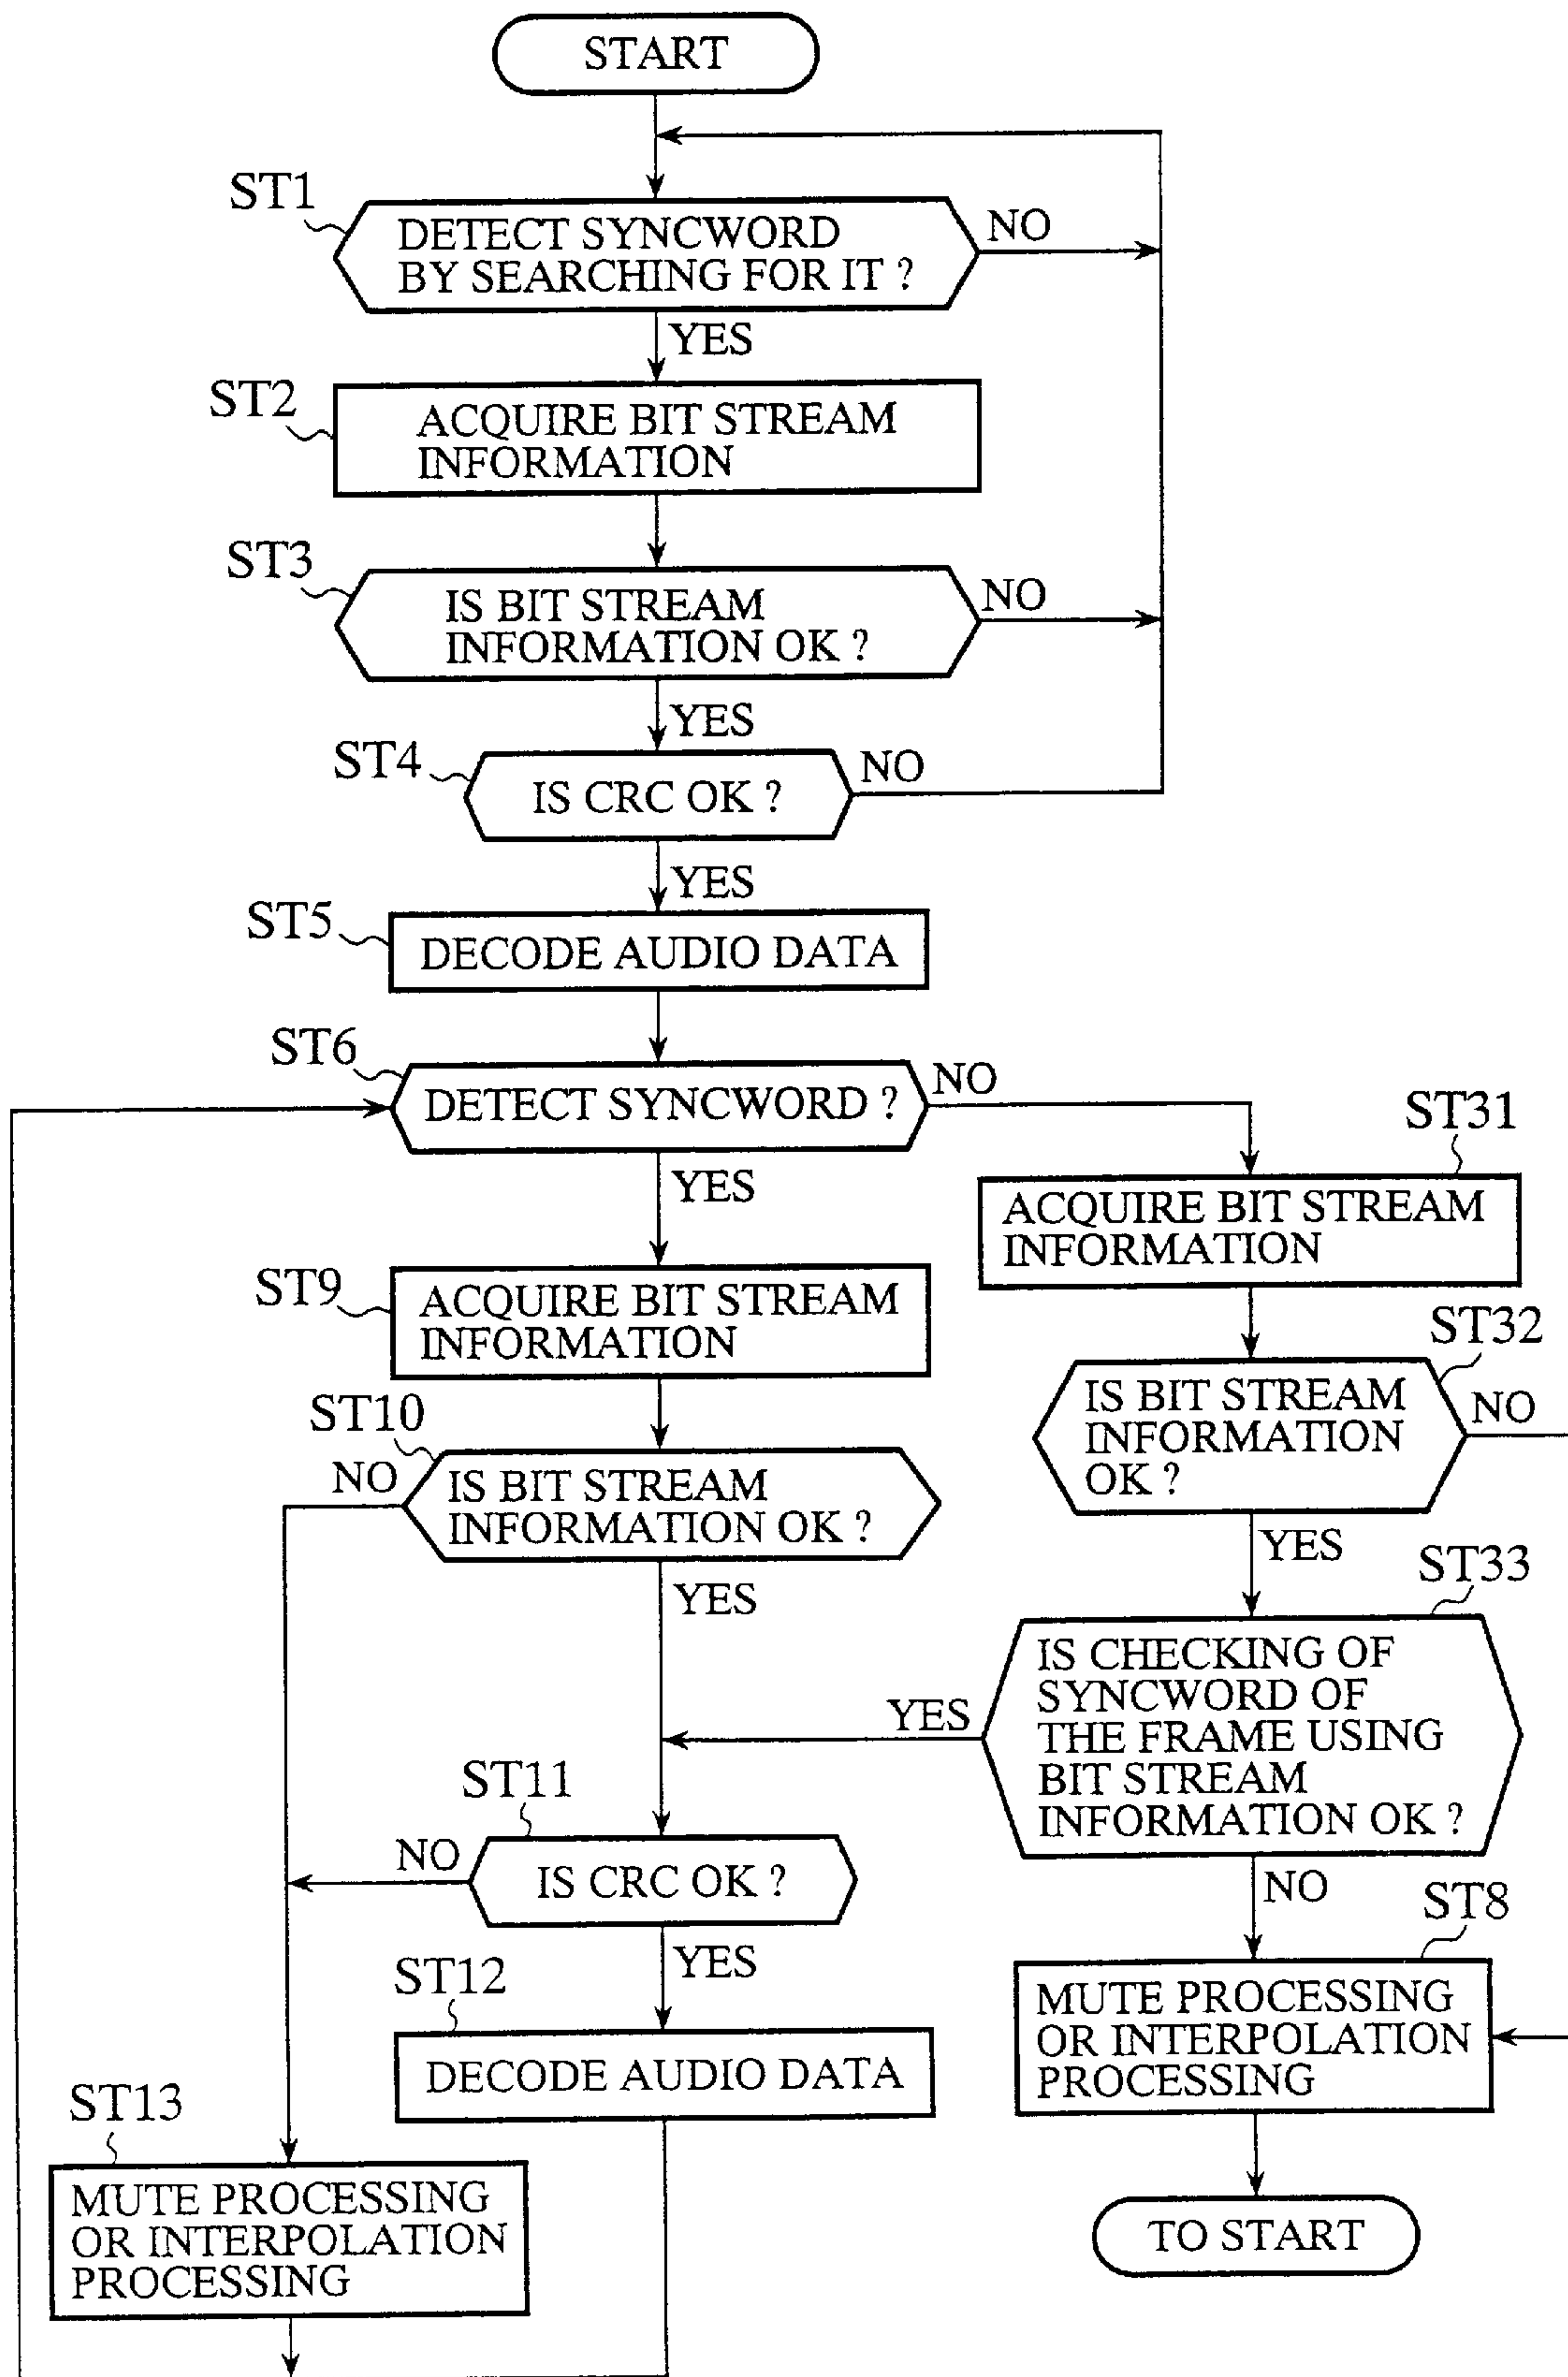 START
ST1
DETECT SYNCWORD
BY SEARCHING FOR IT ?
NO
YES
ST2
ACQUIRE BIT STREAM
INFORMATION
ST3
IS BIT STREAM
INFORMATION OK ?
NO
YES
ST4
IS CRC OK ?
NO
YES
ST5
DECODE AUDIO DATA
ST6
DETECT SYNCWORD ?
NO
YES
ST31
ACQUIRE BIT STREAM
INFORMATION
ST9
ACQUIRE BIT STREAM
INFORMATION
ST32
IS BIT STREAM
INFORMATION
OK ?
NO
YES
ST10
NO
IS BIT STREAM
INFORMATION OK ?
YES
ST33
IS CHECKING OF
SYNCWORD OF
THE FRAME USING
BIT STREAM
INFORMATION OK ?
YES
NO
ST11
NO
IS CRC OK ?
YES
ST8
MUTE PROCESSING
OR INTERPOLATION
PROCESSING
ST12
DECODE AUDIO DATA
ST13
MUTE PROCESSING
OR INTERPOLATION
PROCESSING
TO START